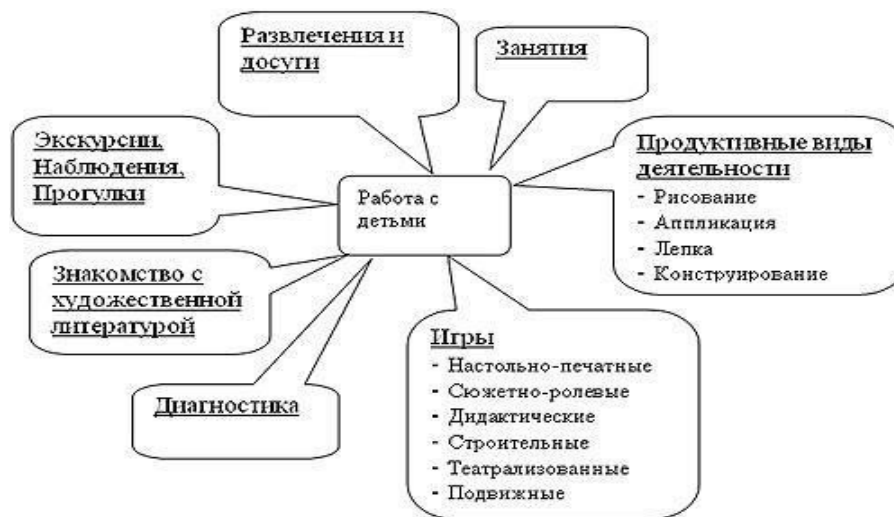 Развлечения и
досуги
Занятия
Экскурсии,
Наблюдения,
Прогулки
Продуктивные виды
деятельности
- Рисование
- Аппликация
- Лепка
- Конструирование
Работа с
детьми
Знакомство с
художественной
литературой
Диагностика
Игры
- Настольно-печатные
- Сюжетно-ролевые
- Дидактические
- Строительные
- Театрализованные
- Подвижные